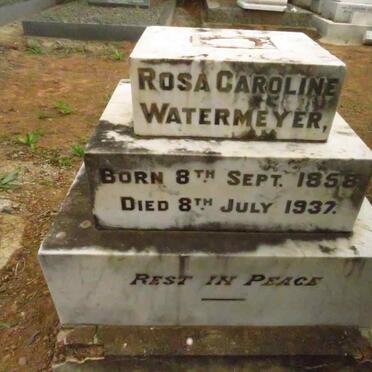 ROSA CAROLINE
WATERMEYER,
BORN 8TH SEPT. 1858
DIED 8TH JULY 1937.
REST IN PEACE